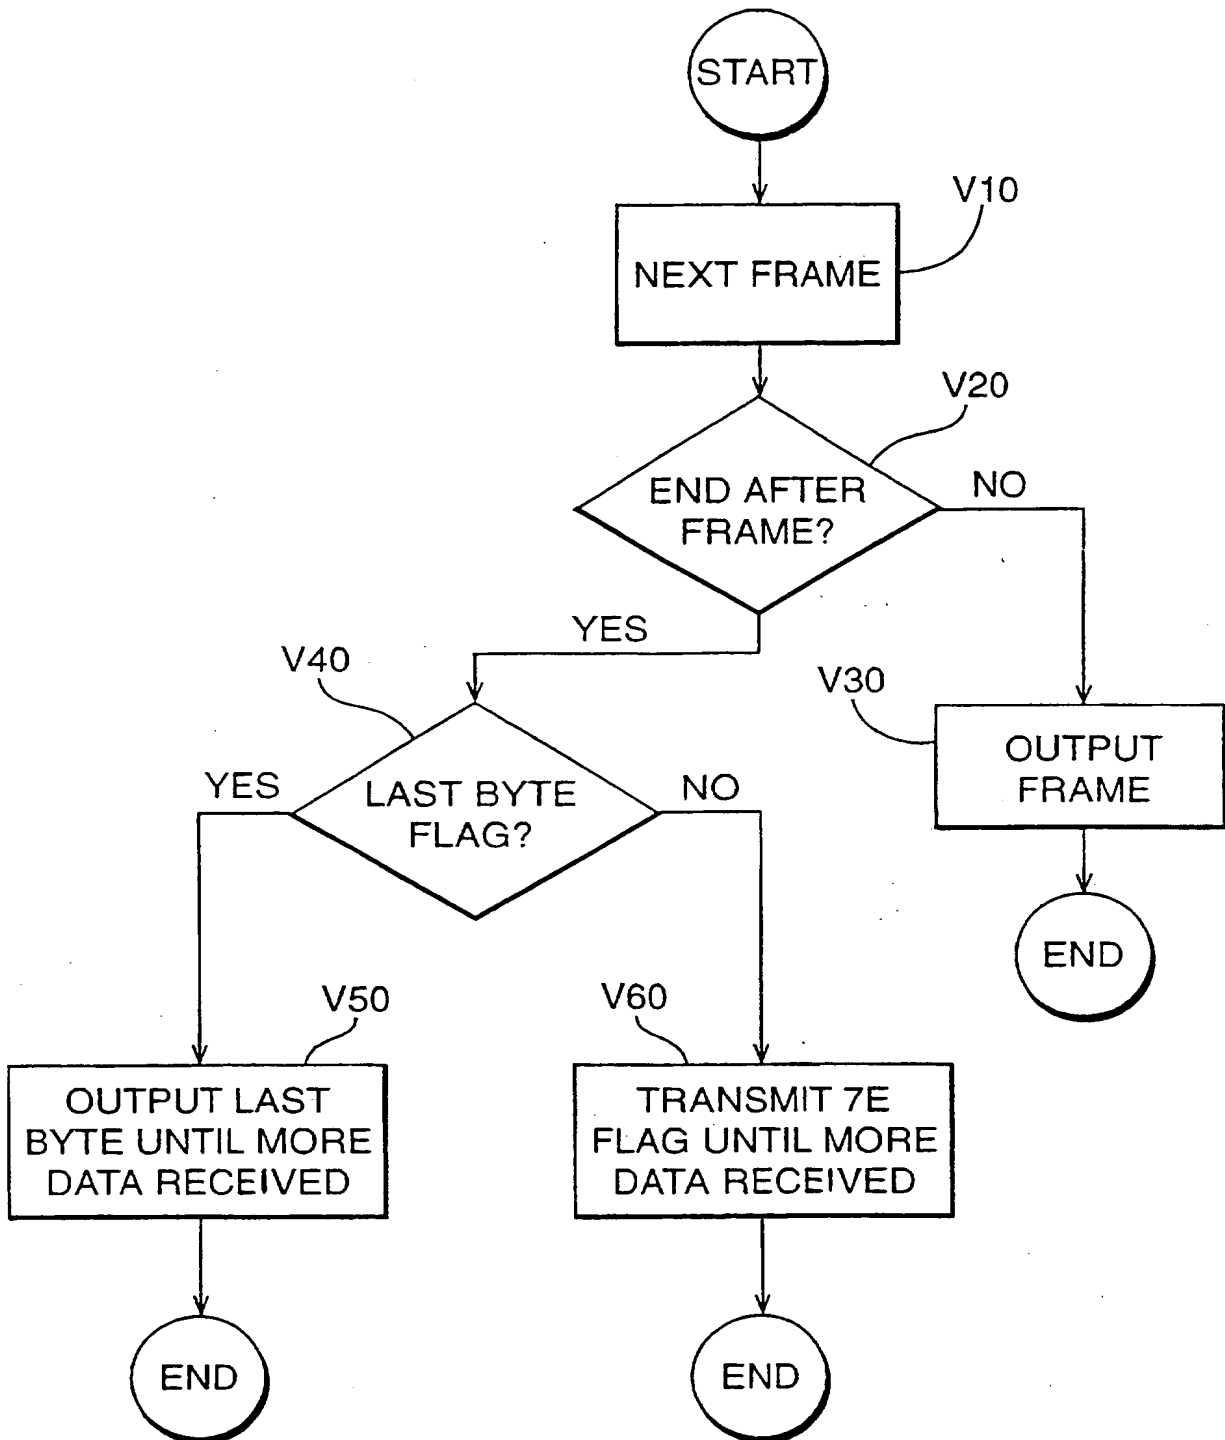 START
V10
NEXT FRAME
V20
END AFTER
FRAME?
NO
YES
V40
V30
OUTPUT
FRAME
YES
LAST BYTE
FLAG?
NO
END
V50
V60
OUTPUT LAST
BYTE UNTIL MORE
DATA RECEIVED
TRANSMIT 7E
FLAG UNTIL MORE
DATA RECEIVED
END
END